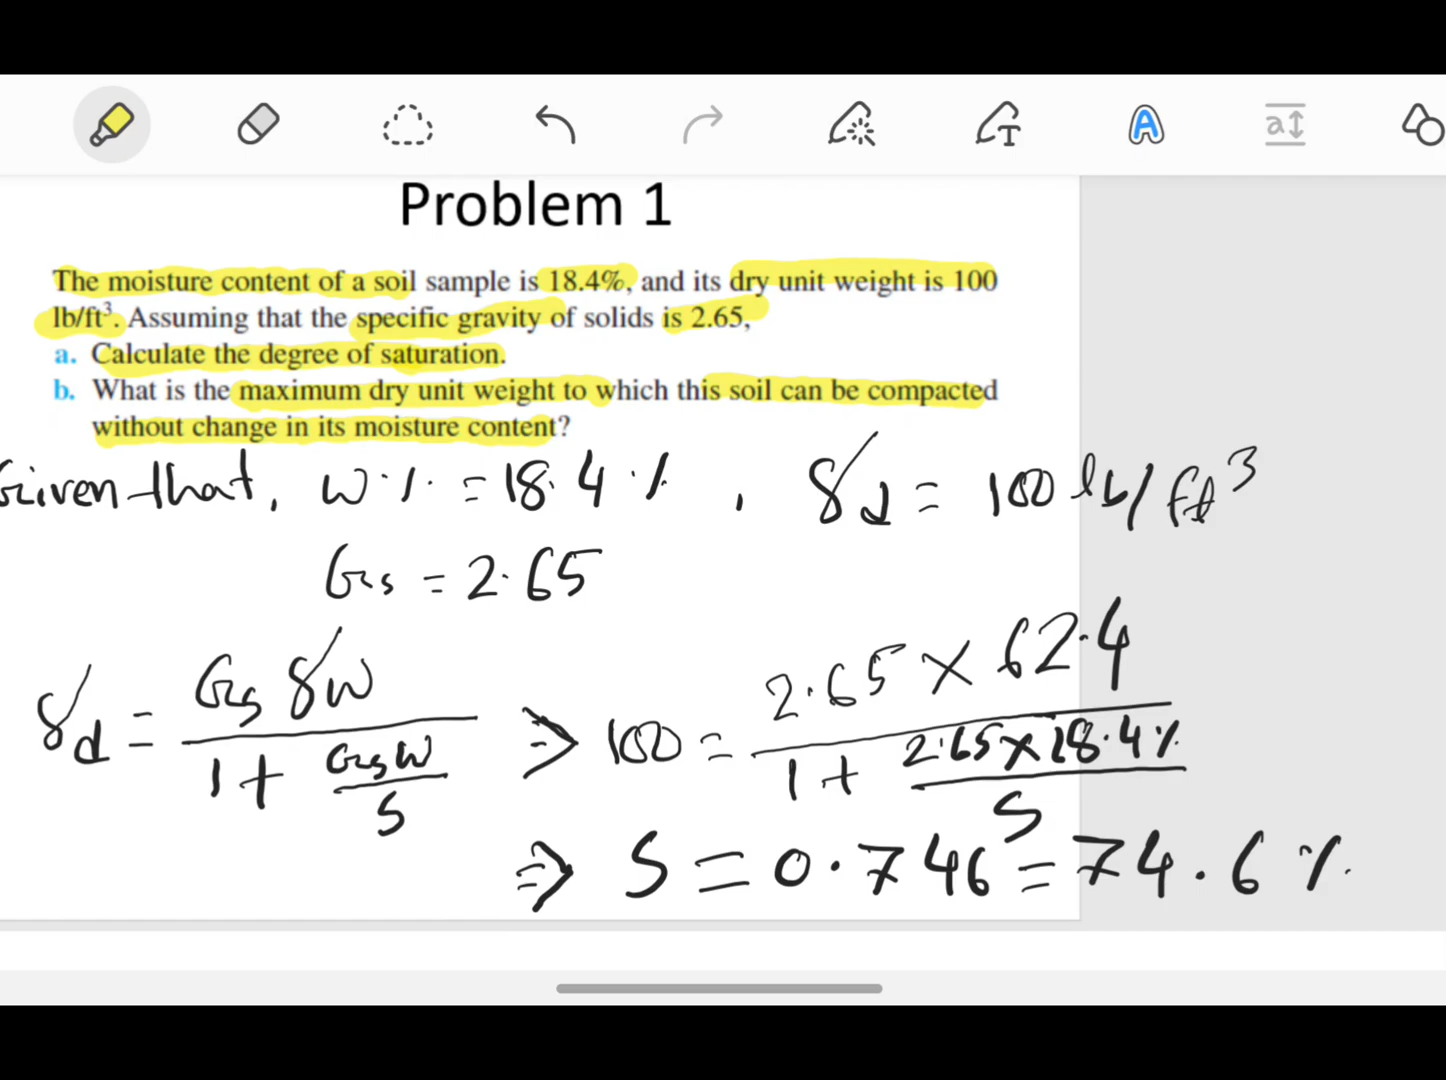 Problem 1
The moisture content of a soil sample is 18.4%, and its dry unit weight is 100
lb/ft³. Assuming that the specific gravity of solids is 2.65,
a. Calculate the degree of saturation.
b. What is the maximum dry unit weight to which this soil can be compacted
without change in its moisture content?
Given that, w% = 18.4%, γd = 100 lb/ft³
Gs = 2.65
γd = Gs γw / (1 + Gs w / S) ⇒ 100 = 2.65 × 62.4 / (1 + 2.65 × 18.4% / S)
⇒ S = 0.746 = 74.6%